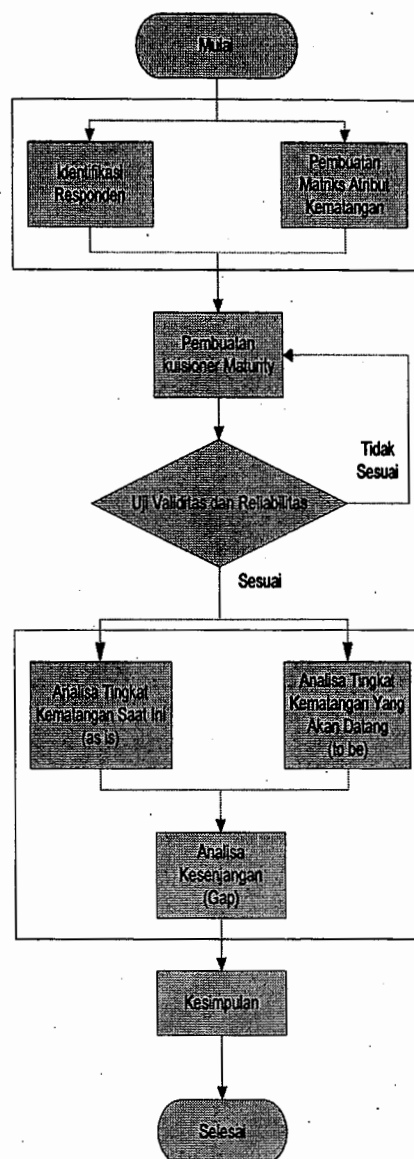 Mulai
Identifikasi
Responden
Pembuatan
Matriks Atribut
Kematangan
Pembuatan
kuisioner Maturity
Tidak
Sesuai
Uji Validitas dan Reliabilitas
Sesuai
Analisa Tingkat
Kematangan Saat Ini
(as is)
Analisa Tingkat
Kematangan Yang
Akan Datang
(to be)
Analisa
Kesenjangan
(Gap)
Kesimpulan
Selesai